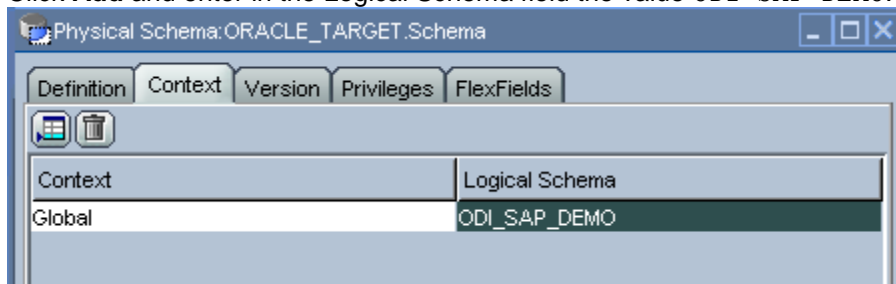 Physical Schema:ORACLE_TARGET.Schema
Definition Context Version Privileges FlexFields
Context Logical Schema
Global ODI_SAP_DEMO